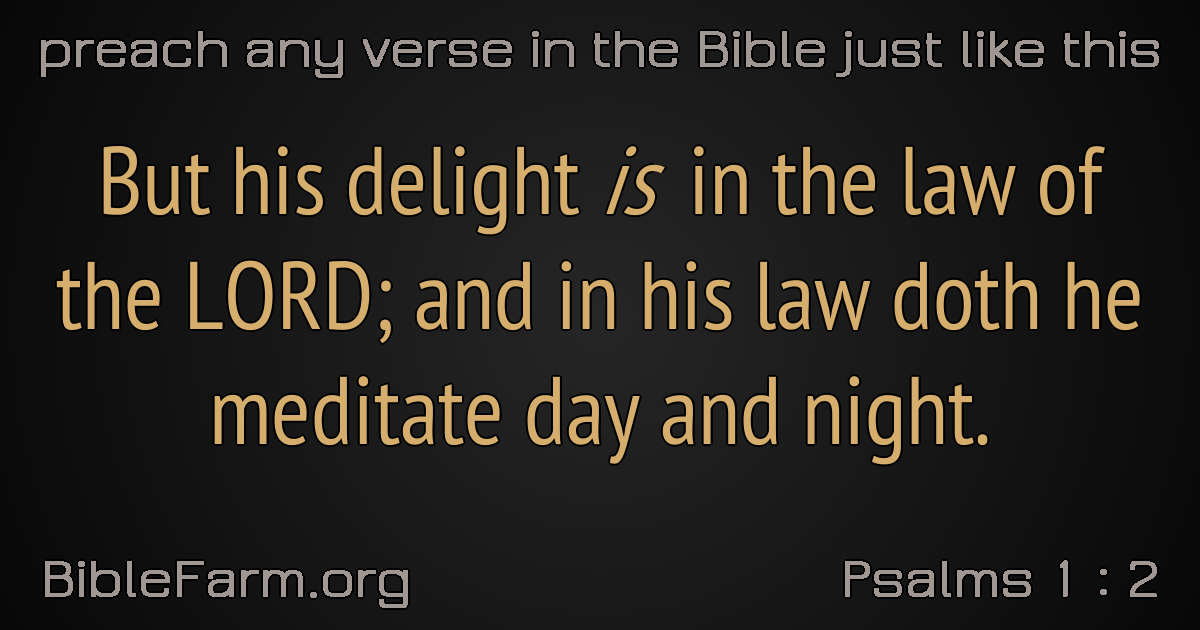 preach any verse in the Bible just like this
But his delight is in the law of
the LORD; and in his law doth he
meditate day and night.
BibleFarm.org
Psalms 1 : 2